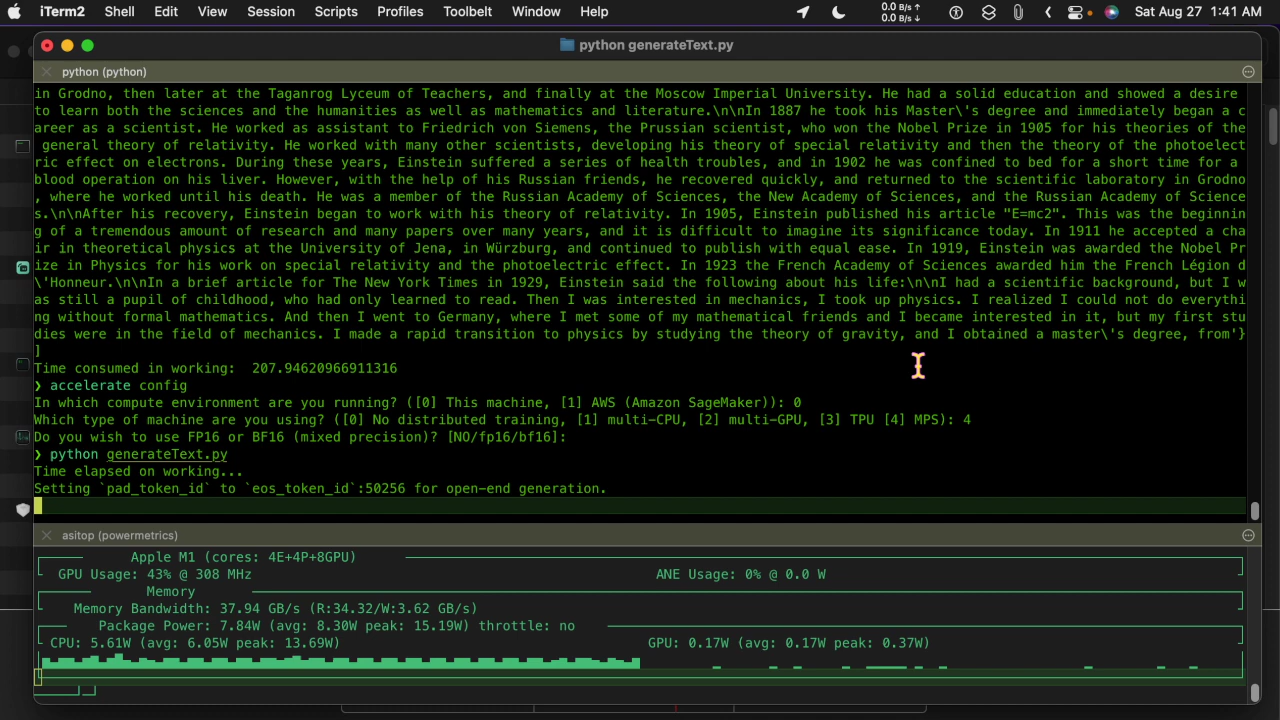 iTerm2 Shell Edit View Session Scripts Profiles Toolbelt Window Help 0.0 B/s↑ 0.0 B/s↓ Sat Aug 27 1:41 AM
python generateText.py
python (python)
in Grodno, then later at the Taganrog Lyceum of Teachers, and finally at the Moscow Imperial University. He had a solid education and showed a desire
to learn both the sciences and the humanities as well as mathematics and literature.\n\nIn 1887 he took his Master\'s degree and immediately began a c
areer as a scientist. He worked as assistant to Friedrich von Siemens, the Prussian scientist, who won the Nobel Prize in 1905 for his theories of the
general theory of relativity. He worked with many other scientists, developing his theory of special relativity and then the theory of the photoelect
ric effect on electrons. During these years, Einstein suffered a series of health troubles, and in 1902 he was confined to bed for a short time for a
blood operation on his liver. However, with the help of his Russian friends, he recovered quickly, and returned to the scientific laboratory in Grodno
, where he worked until his death. He was a member of the Russian Academy of Sciences, the New Academy of Sciences, and the Russian Academy of Science
s.\n\nAfter his recovery, Einstein began to work with his theory of relativity. In 1905, Einstein published his article "E=mc2". This was the beginnin
g of a tremendous amount of research and many papers over many years, and it is difficult to imagine its significance today. In 1911 he accepted a cha
ir in theoretical physics at the University of Jena, in Würzburg, and continued to publish with equal ease. In 1919, Einstein was awarded the Nobel Pr
ize in Physics for his work on special relativity and the photoelectric effect. In 1923 the French Academy of Sciences awarded him the French Légion d
\'Honneur.\n\nIn a brief article for The New York Times in 1929, Einstein said the following about his life:\n\nI had a scientific background, but I w
as still a pupil of childhood, who had only learned to read. Then I was interested in mechanics, I took up physics. I realized I could not do everythi
ng without formal mathematics. And then I went to Germany, where I met some of my mathematical friends and I became interested in it, but my first stu
dies were in the field of mechanics. I made a rapid transition to physics by studying the theory of gravity, and I obtained a master\'s degree, from'}
]
Time consumed in working:  207.94620966911316
❯ accelerate config
In which compute environment are you running? ([0] This machine, [1] AWS (Amazon SageMaker)): 0
Which type of machine are you using? ([0] No distributed training, [1] multi-CPU, [2] multi-GPU, [3] TPU [4] MPS): 4
Do you wish to use FP16 or BF16 (mixed precision)? [NO/fp16/bf16]:
❯ python generateText.py
Time elapsed on working...
Setting `pad_token_id` to `eos_token_id`:50256 for open-end generation.
asitop (powermetrics)
Apple M1 (cores: 4E+4P+8GPU)
GPU Usage: 43% @ 308 MHz ANE Usage: 0% @ 0.0 W
Memory
Memory Bandwidth: 37.94 GB/s (R:34.32/W:3.62 GB/s)
Package Power: 7.84W (avg: 8.30W peak: 15.19W) throttle: no
CPU: 5.61W (avg: 6.05W peak: 13.69W) GPU: 0.17W (avg: 0.17W peak: 0.37W)